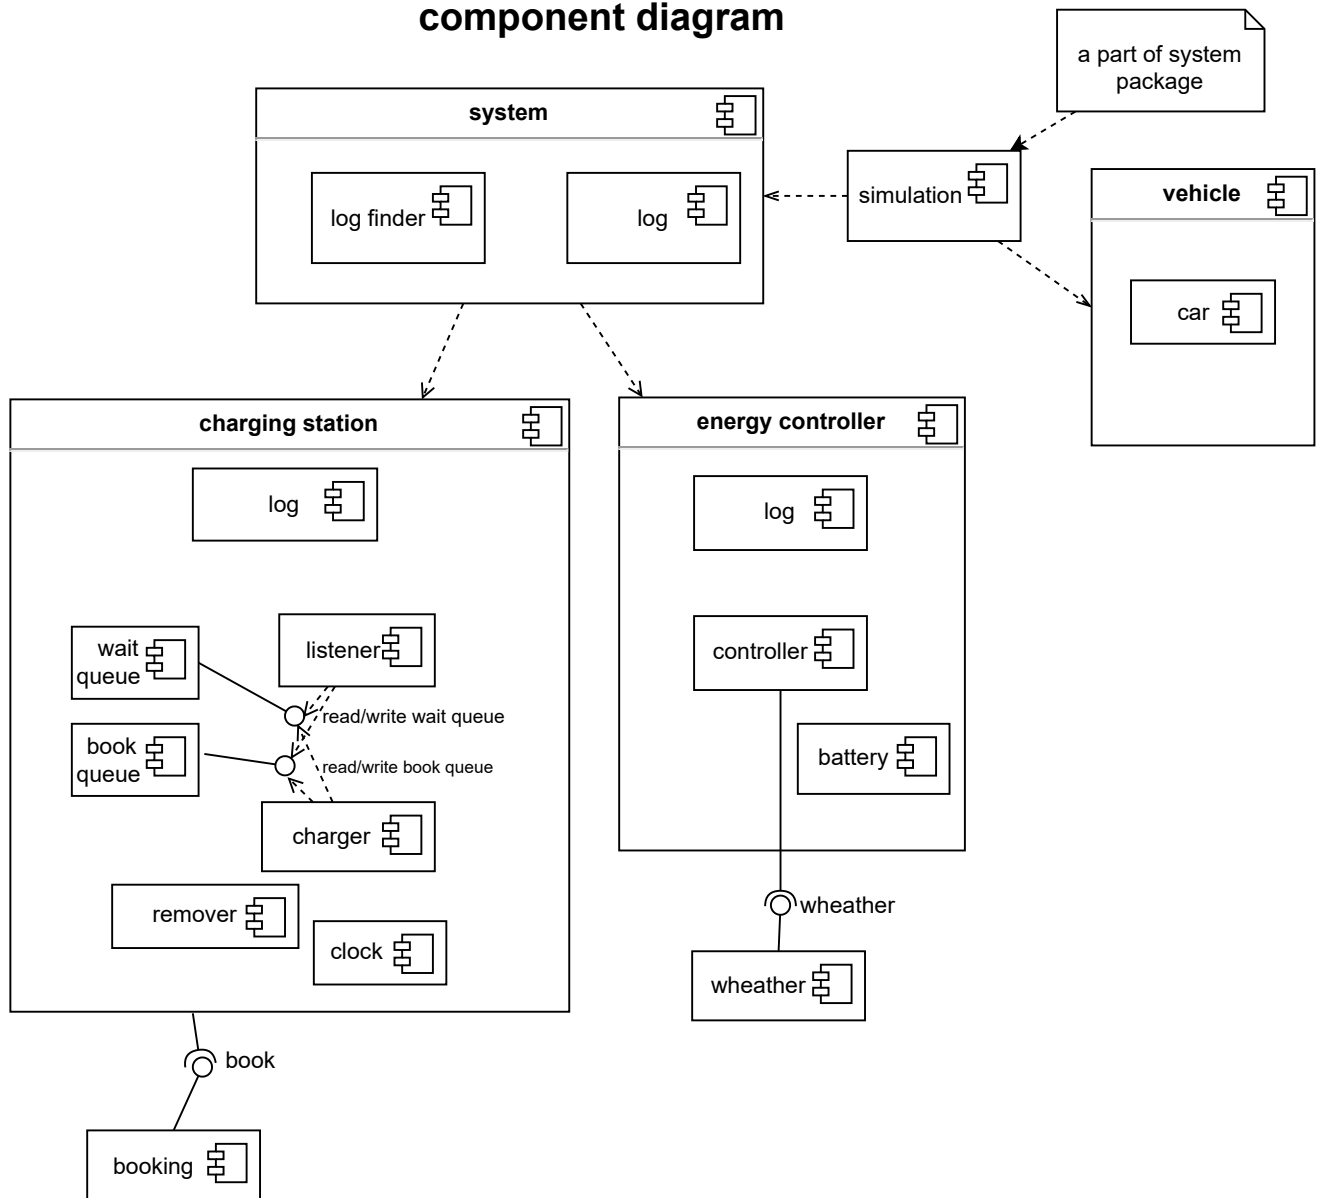 component diagram
a part of system
package
system
log finder
log
simulation
vehicle
car
charging station
log
wait
queue
listener
read/write wait queue
book
queue
read/write book queue
charger
remover
clock
book
booking
energy controller
log
controller
battery
wheather
wheather